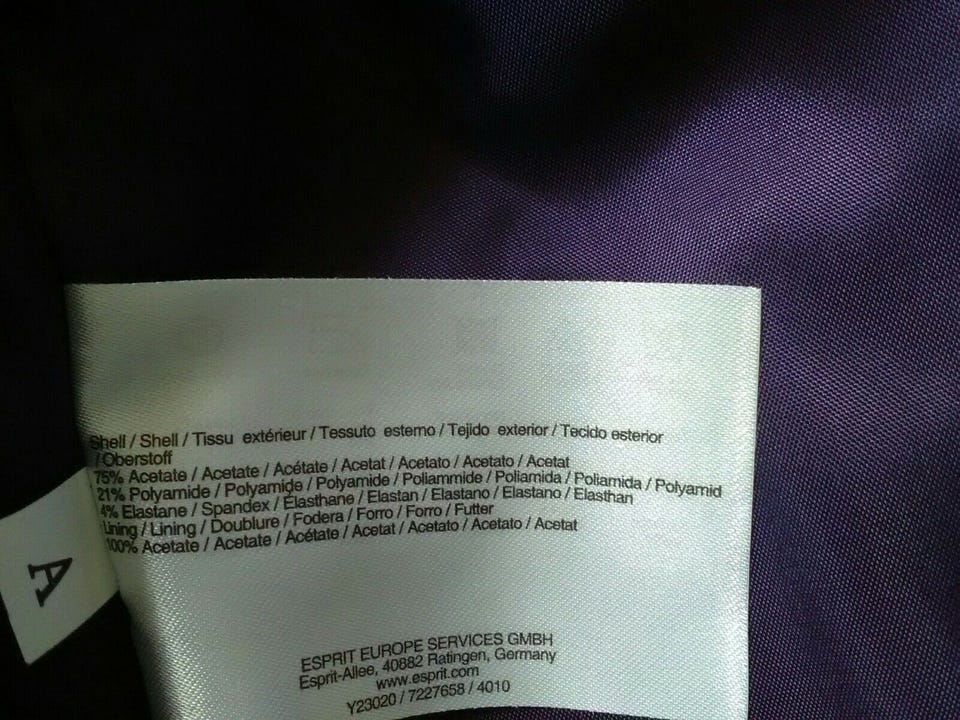 Shell / Shell / Tissu extérieur / Tessuto esterno / Tejido exterior / Tecido esterior
/ Oberstoff
75% Acetate / Acetate / Acétate / Acetat / Acetato / Acetato / Acetat
21% Polyamide / Polyamide / Polyamide / Poliammide / Poliamida / Poliamida / Polyamid
4% Elastane / Spandex / Élasthane / Elastan / Elastano / Elastano / Elasthan
Lining / Lining / Doublure / Fodera / Forro / Forro / Futter
100% Acetate / Acetate / Acétate / Acetat / Acetato / Acetato / Acetat
A
ESPRIT EUROPE SERVICES GMBH
Esprit-Allee, 40882 Ratingen, Germany
www.esprit.com
Y23020 / 7227658 / 4010